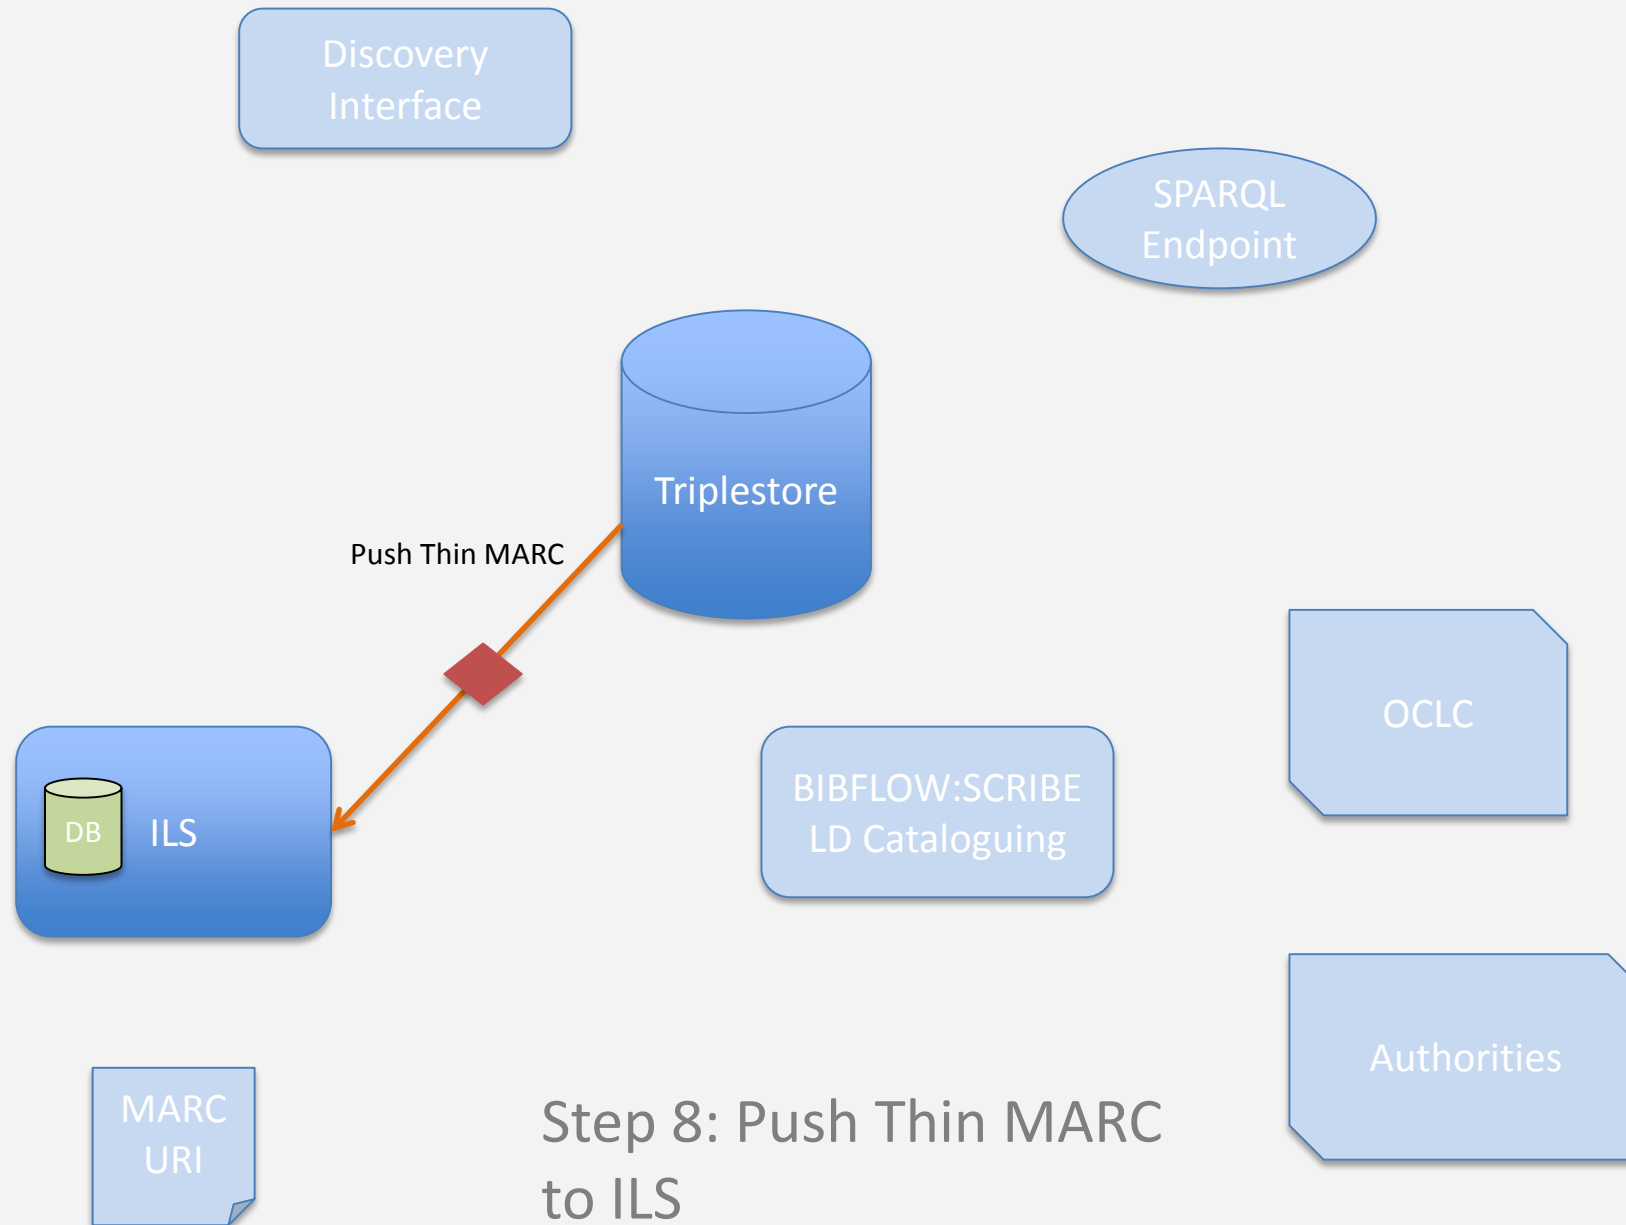 Discovery
Interface
SPARQL
Endpoint
Triplestore
Push Thin MARC
OCLC
BIBFLOW:SCRIBE
LD Cataloguing
DB
ILS
Authorities
MARC
URI
Step 8: Push Thin MARC
to ILS